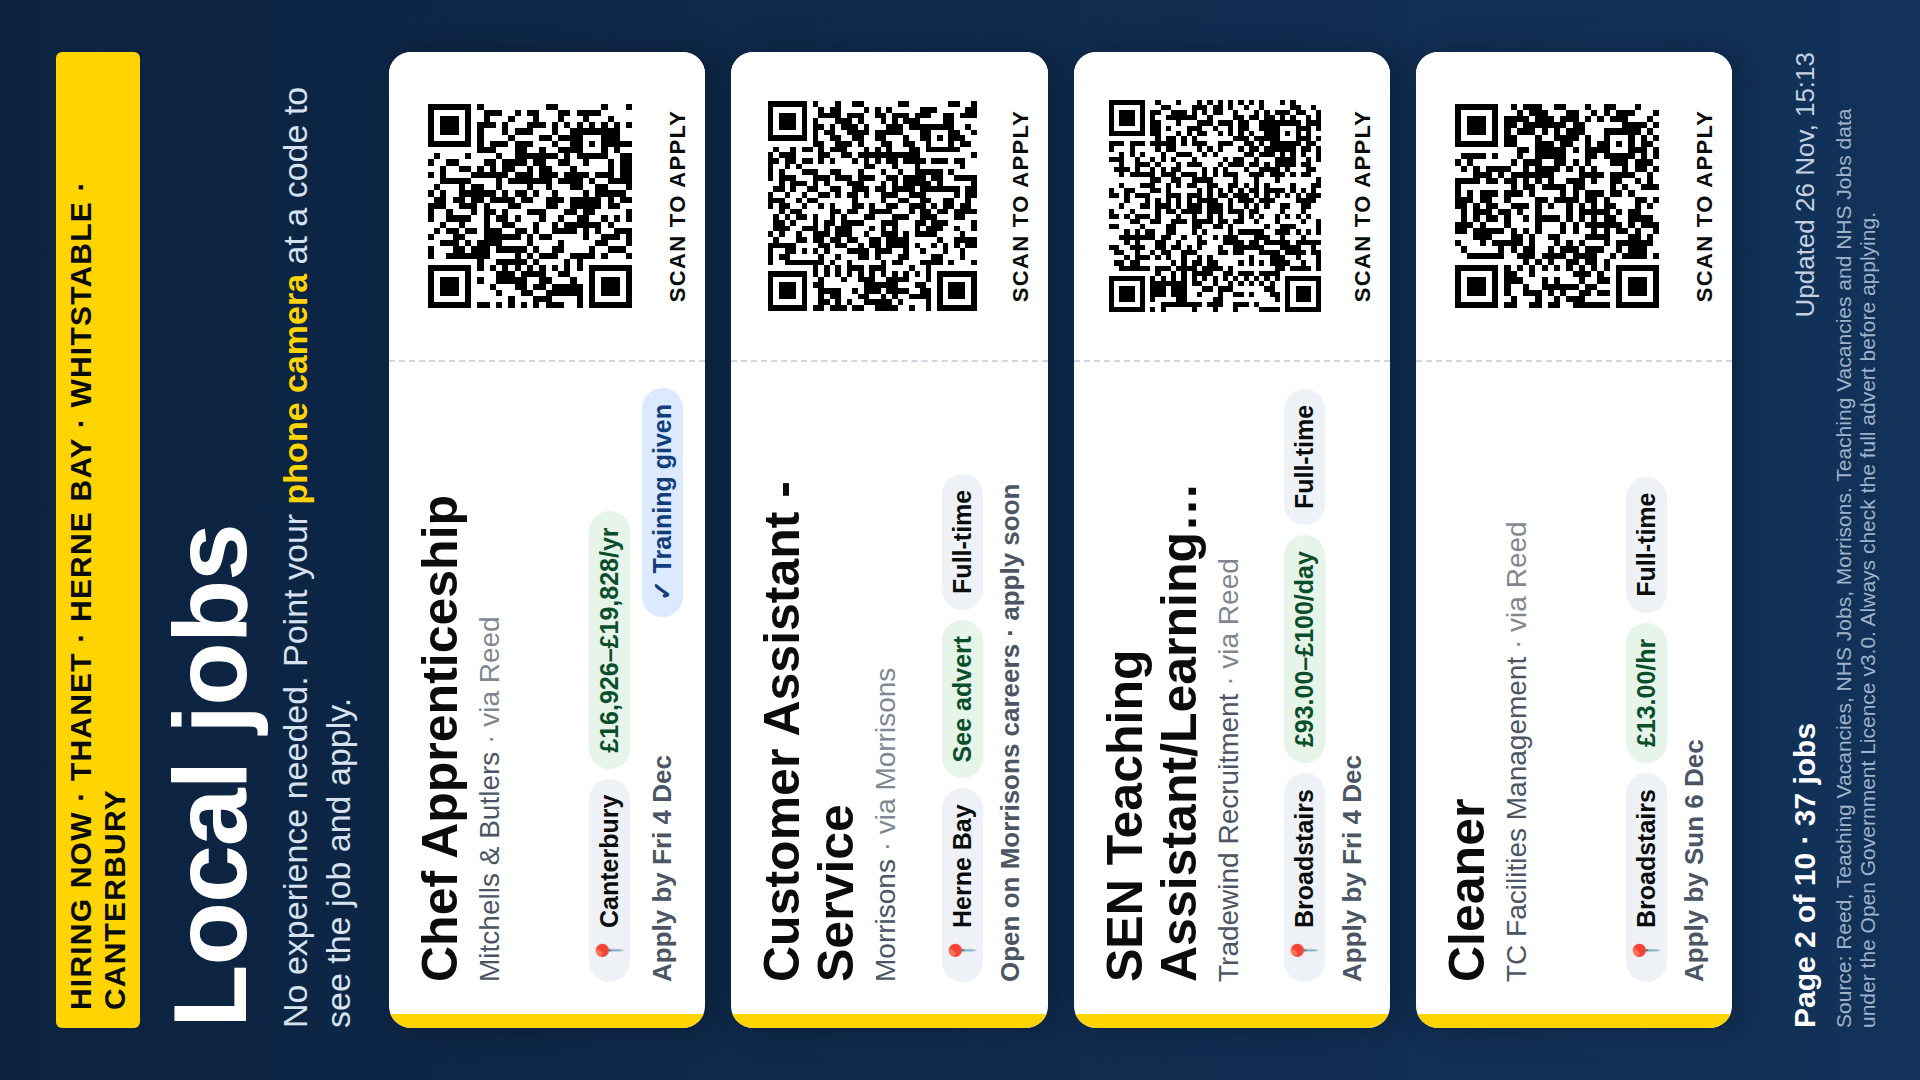 HIRING NOW · THANET · HERNE BAY · WHITSTABLE ·
CANTERBURY
Local jobs
No experience needed. Point your phone camera at a code to
see the job and apply.
Chef Apprenticeship
Mitchells & Butlers · via Reed
📍 Canterbury
£16,926–£19,828/yr
✓ Training given
Apply by Fri 4 Dec
SCAN TO APPLY
Customer Assistant -
Service
Morrisons · via Morrisons
📍 Herne Bay
See advert
Full-time
Open on Morrisons careers · apply soon
SCAN TO APPLY
SEN Teaching
Assistant/Learning…
Tradewind Recruitment · via Reed
📍 Broadstairs
£93.00–£100/day
Full-time
Apply by Fri 4 Dec
SCAN TO APPLY
Cleaner
TC Facilities Management · via Reed
📍 Broadstairs
£13.00/hr
Full-time
Apply by Sun 6 Dec
SCAN TO APPLY
Page 2 of 10 · 37 jobs
Updated 26 Nov, 15:13
Source: Reed, Teaching Vacancies, NHS Jobs, Morrisons. Teaching Vacancies and NHS Jobs data
under the Open Government Licence v3.0. Always check the full advert before applying.